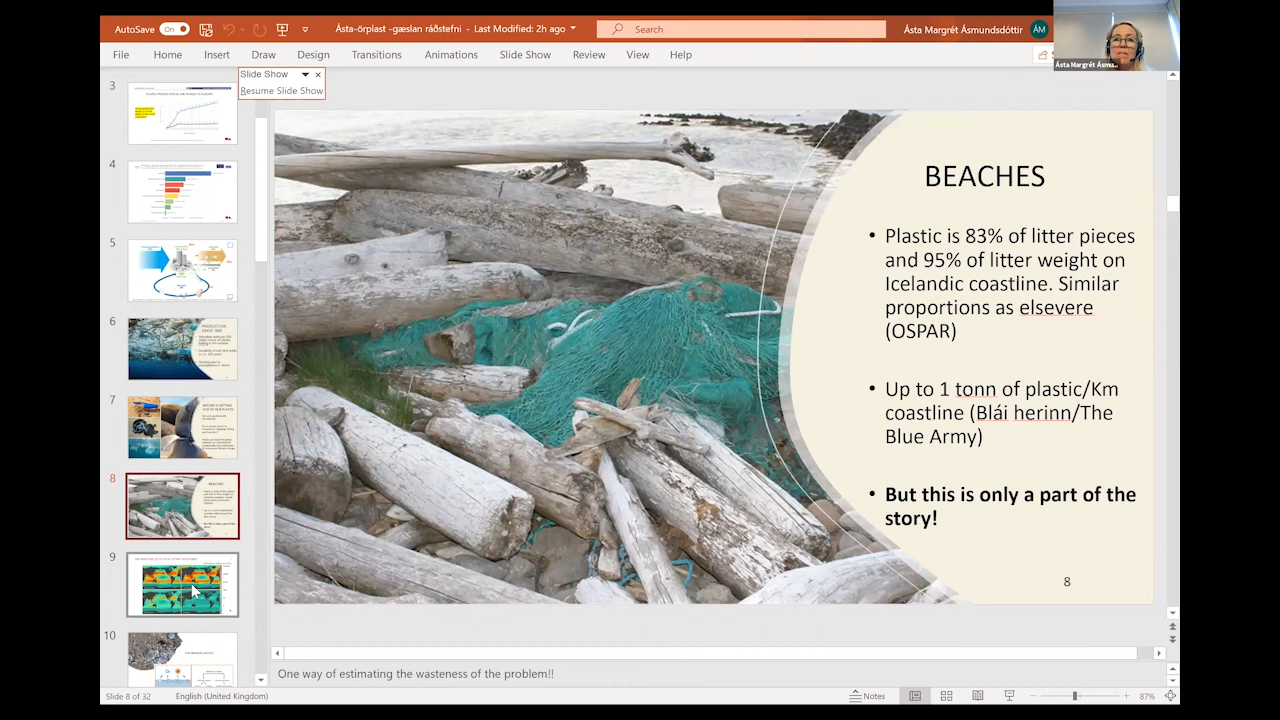 AutoSave On
Ásta-örplast -gæslan ráðstefni - Last Modified: 2h ago
Search
Ásta Margrét Ásmundsdóttir
ÁM
Ásta Margrét Ásmu...
File Home Insert Draw Design Transitions Animations Slide Show Review View Help
Slide Show
Resume Slide Show
3
4
5
6
7
8
9
10
BEACHES
• Plastic is 83% of litter pieces
and 95% of litter weight on
Icelandic coastline. Similar
proportions as elsevere
(OSPAR)
• Up to 1 tonn of plastic/Km
coastline (Blái herinn/The
Blue Army)
• But this is only a part of the
story!
8
One way of estimating the wasteness of the problem!!
Slide 8 of 32 English (United Kingdom) Notes 87%